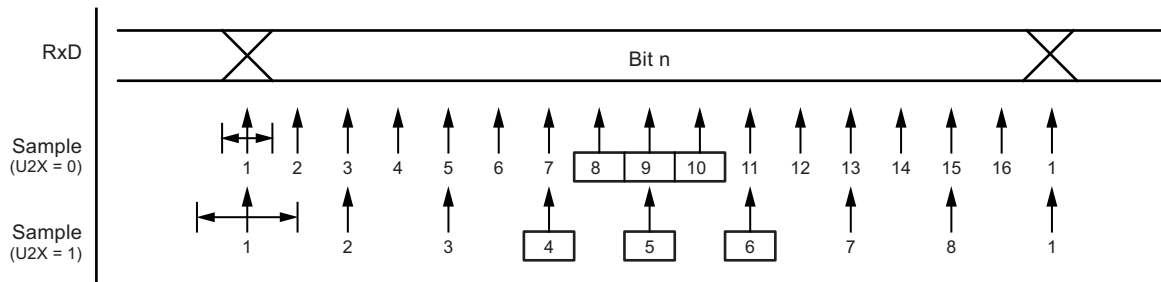 RxD
Bit n
Sample
(U2X = 0)
1 2 3 4 5 6 7 8 9 10 11 12 13 14 15 16 1
Sample
(U2X = 1)
1 2 3 4 5 6 7 8 1